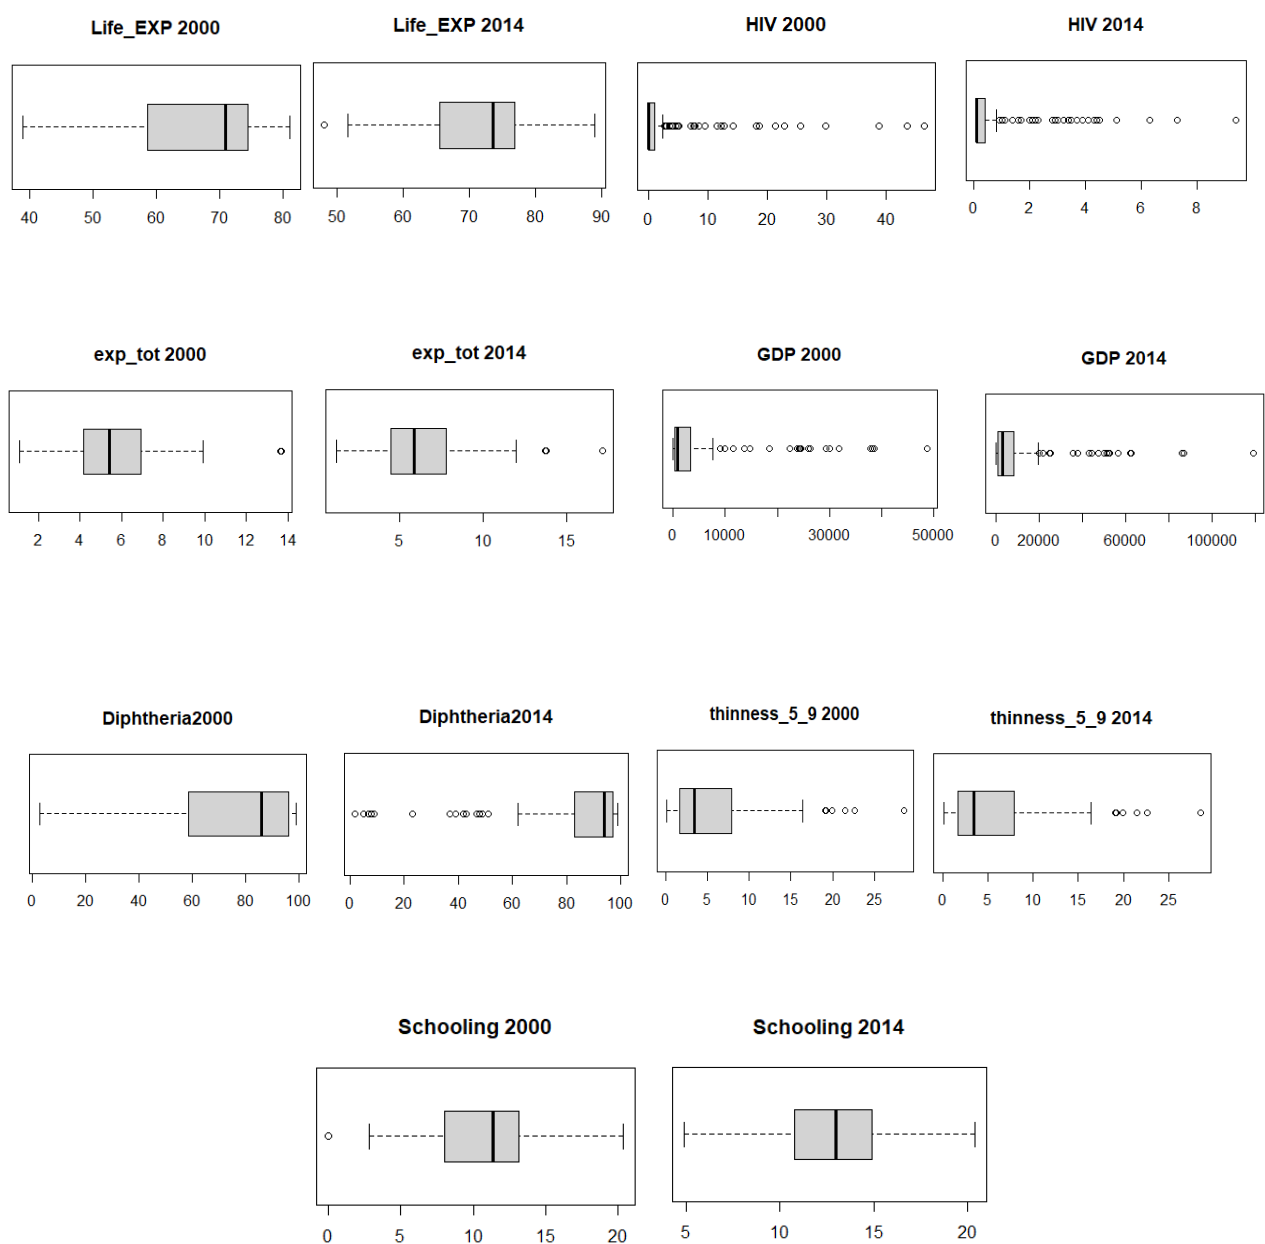 Life_EXP 2000
Life_EXP 2014
HIV 2000
HIV 2014
40 50 60 70 80
50 60 70 80 90
0 10 20 30 40
0 2 4 6 8
exp_tot 2000
exp_tot 2014
GDP 2000
GDP 2014
2 4 6 8 10 12 14
5 10 15
0 10000 30000 50000
0 20000 60000 100000
Diphtheria2000
Diphtheria2014
thinness_5_9 2000
thinness_5_9 2014
0 20 40 60 80 100
0 20 40 60 80 100
0 5 10 15 20 25
0 5 10 15 20 25
Schooling 2000
Schooling 2014
0 5 10 15 20
5 10 15 20